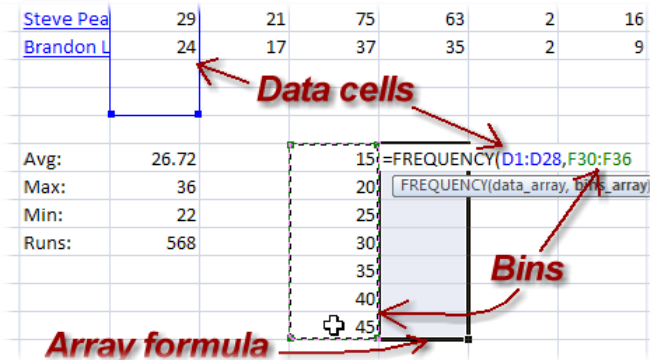 Steve Pea 29 21 75 63 2 16
Brandon L 24 17 37 35 2 9
Data cells
Avg: 26.72 15 =FREQUENCY(D1:D28,F30:F36
Max: 36 20 FREQUENCY(data_array, bins_array)
Min: 22 25
Runs: 568 30
35
Bins
40
45
Array formula